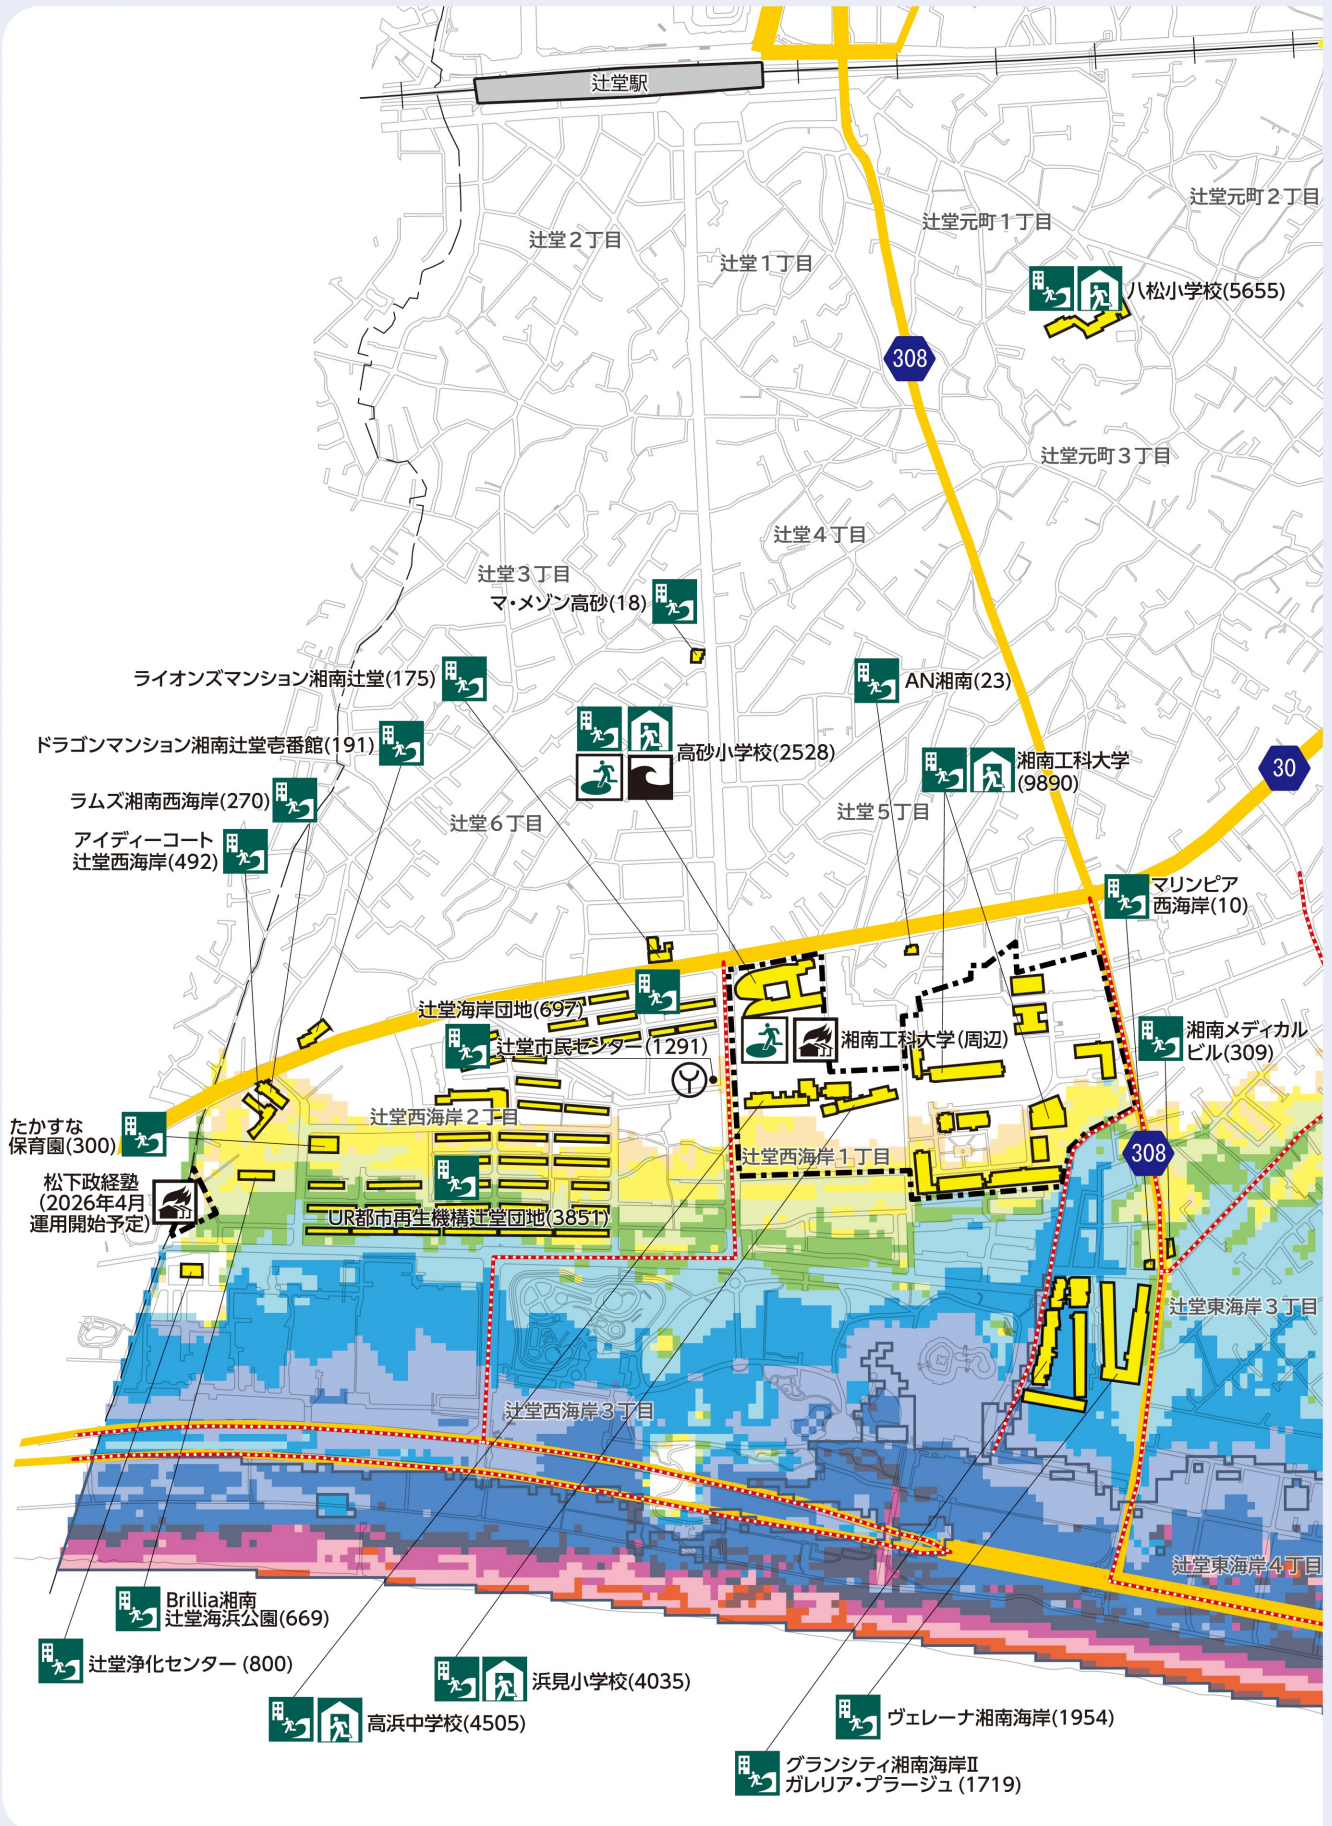 辻堂駅
辻堂元町2丁目
辻堂元町1丁目
辻堂2丁目
辻堂1丁目
八松小学校(5655)
308
辻堂元町3丁目
辻堂4丁目
辻堂3丁目
マ・メゾン高砂(18)
ライオンズマンション湘南辻堂(175)
AN湘南(23)
ドラゴンマンション湘南辻堂壱番館(191)
高砂小学校(2528)
湘南工科大学
(9890)
30
ラムズ湘南西海岸(270)
辻堂6丁目
辻堂5丁目
アイディーコート
辻堂西海岸(492)
マリンピア
西海岸(10)
辻堂海岸団地(697)
辻堂市民センター(1291)
湘南工科大学(周辺)
湘南メディカル
ビル(309)
辻堂西海岸2丁目
たかすな
保育園(300)
辻堂西海岸1丁目
308
松下政経塾
(2026年4月
運用開始予定)
UR都市再生機構辻堂団地(3851)
辻堂東海岸3丁目
辻堂西海岸3丁目
辻堂東海岸4丁目
Brillia湘南
辻堂海浜公園(669)
辻堂浄化センター(800)
浜見小学校(4035)
高浜中学校(4505)
ヴェレーナ湘南海岸(1954)
グランシティ湘南海岸II
ガレリア・プラージュ(1719)